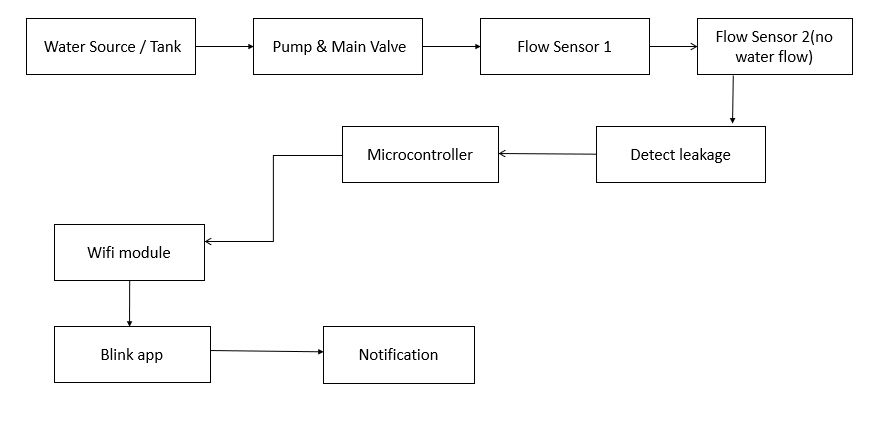 Water Source / Tank
Pump & Main Valve
Flow Sensor 1
Flow Sensor 2(no
water flow)
Microcontroller
Detect leakage
Wifi module
Blink app
Notification